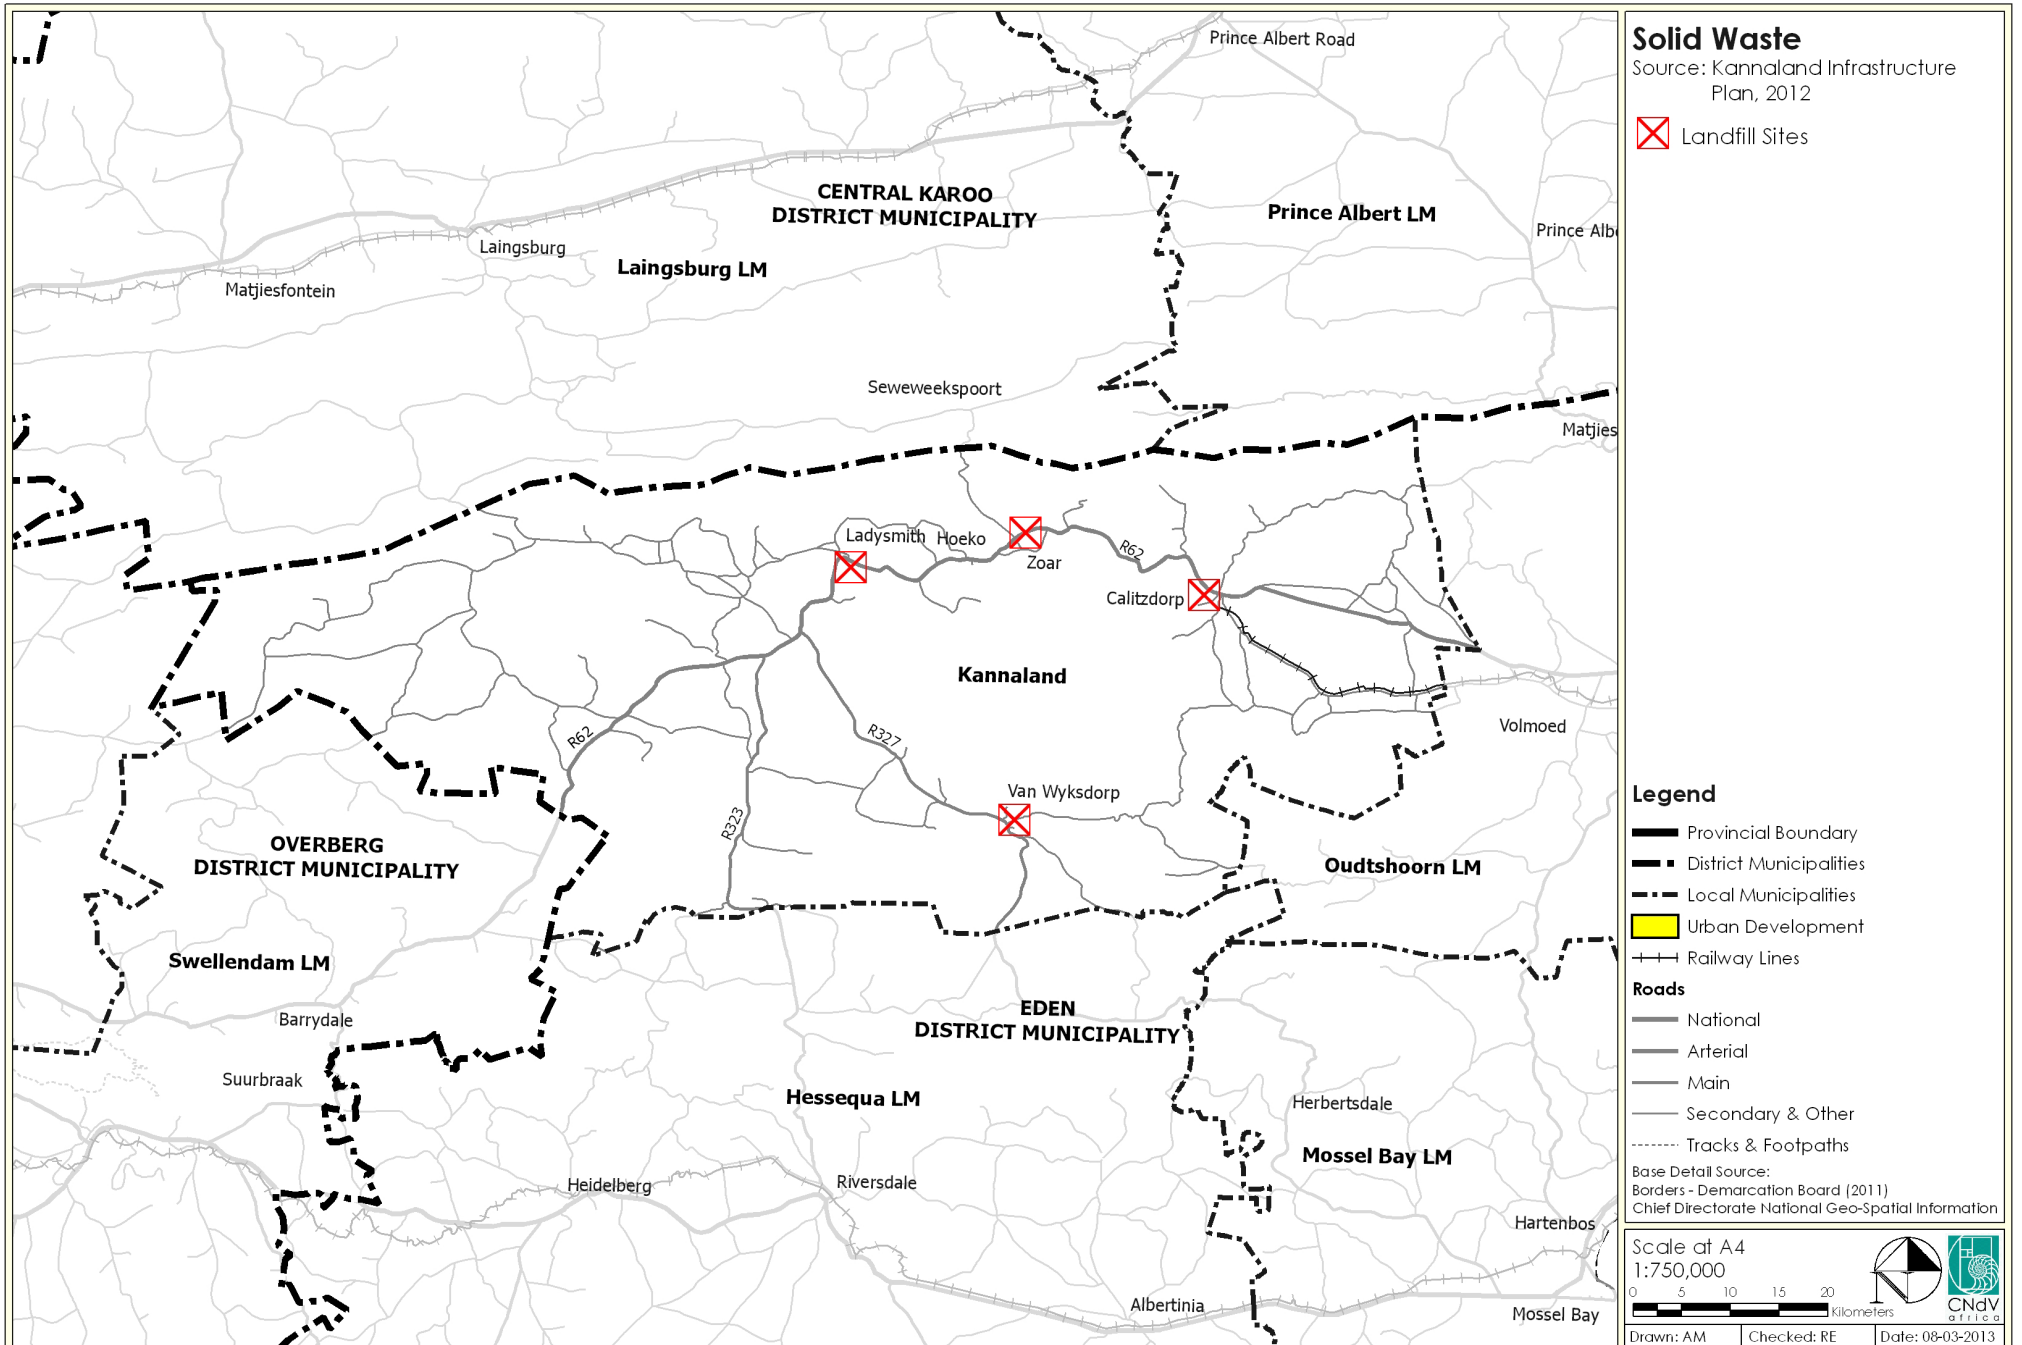 Prince Albert Road
CENTRAL KAROO
DISTRICT MUNICIPALITY
Prince Albert LM
Prince Albe
Laingsburg
Laingsburg LM
Matjiesfontein
Seweweekspoort
Matjies
Ladysmith
Hoeko
Zoar
R62
Calitzdorp
Kannaland
R62
R327
Volmoed
Van Wyksdorp
R323
OVERBERG
DISTRICT MUNICIPALITY
Oudtshoorn LM
Swellendam LM
Barrydale
EDEN
DISTRICT MUNICIPALITY
Suurbraak
Hessequa LM
Herbertsdale
Mossel Bay LM
Heidelberg
Riversdale
Hartenbos
Albertinia
Mossel Bay
Solid Waste
Source: Kannaland Infrastructure
Plan, 2012
Landfill Sites
Legend
Provincial Boundary
District Municipalities
Local Municipalities
Urban Development
Railway Lines
Roads
National
Arterial
Main
Secondary & Other
Tracks & Footpaths
Base Detail Source:
Borders - Demarcation Board (2011)
Chief Directorate National Geo-Spatial Information
Scale at A4
1:750,000
0 5 10 15 20
Kilometers
CNdV
africa
Drawn: AM
Checked: RE
Date: 08-03-2013